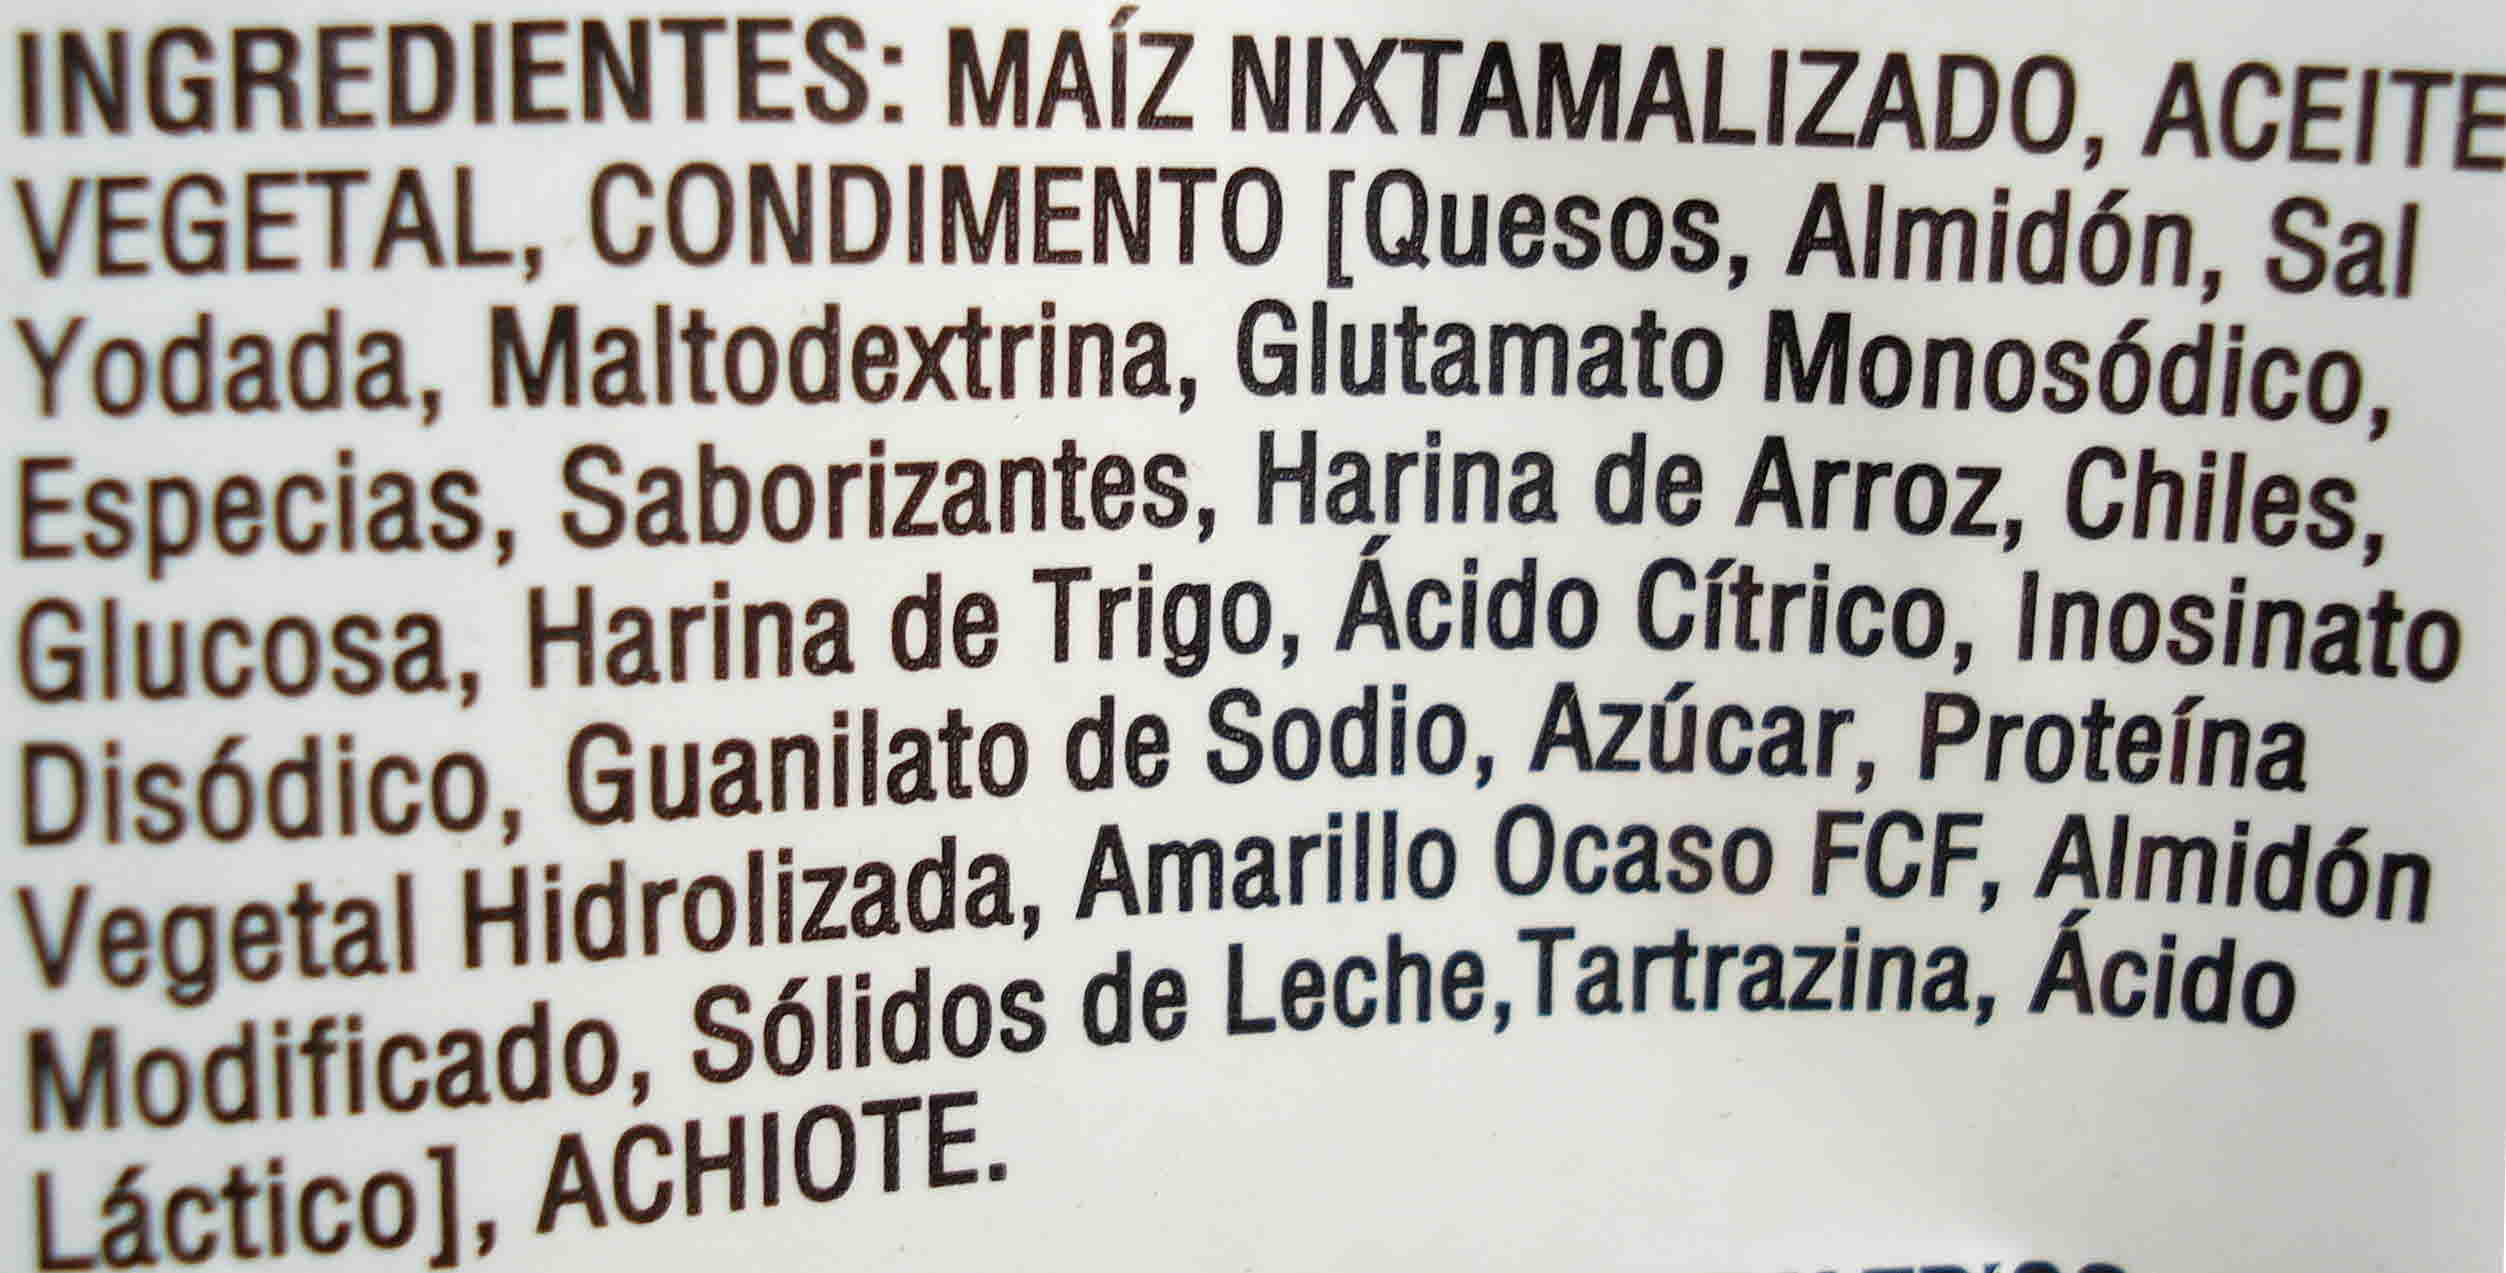 INGREDIENTES: MAÍZ NIXTAMALIZADO, ACEITE
VEGETAL, CONDIMENTO [Quesos, Almidón, Sal
Yodada, Maltodextrina, Glutamato Monosódico,
Especias, Saborizantes, Harina de Arroz, Chiles,
Glucosa, Harina de Trigo, Ácido Cítrico, Inosinato
Disódico, Guanilato de Sodio, Azúcar, Proteína
Vegetal Hidrolizada, Amarillo Ocaso FCF, Almidón
Modificado, Sólidos de Leche,Tartrazina, Ácido
Láctico], ACHIOTE.